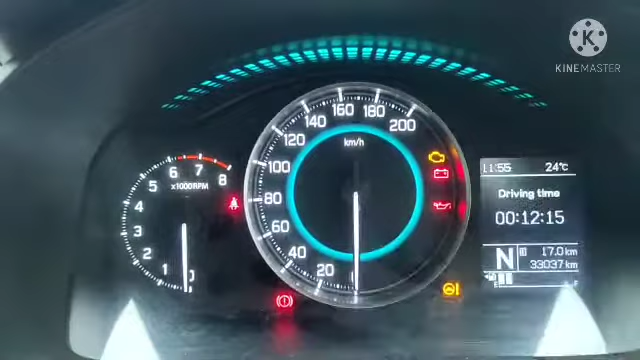 K
KINEMASTER
160 180
140 200
120
100
80
60
40
20
km/h
6 7 8
5
4
3
2
1
x1000RPM
11:55 24℃
Driving time
00:12:15
N
17.0 km
33037 km
F